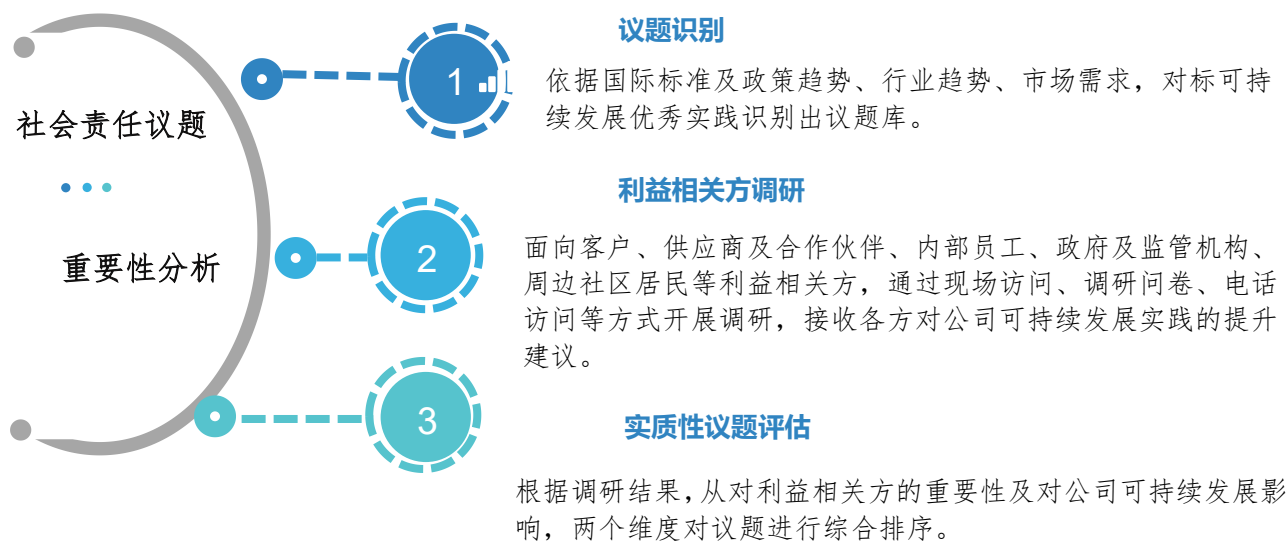 社会责任议题
重要性分析
1
议题识别
依据国际标准及政策趋势、行业趋势、市场需求，对标可持
续发展优秀实践识别出议题库。
2
利益相关方调研
面向客户、供应商及合作伙伴、内部员工、政府及监管机构、
周边社区居民等利益相关方，通过现场访问、调研问卷、电话
访问等方式开展调研，接收各方对公司可持续发展实践的提升
建议。
3
实质性议题评估
根据调研结果，从对利益相关方的重要性及对公司可持续发展影
响，两个维度对议题进行综合排序。